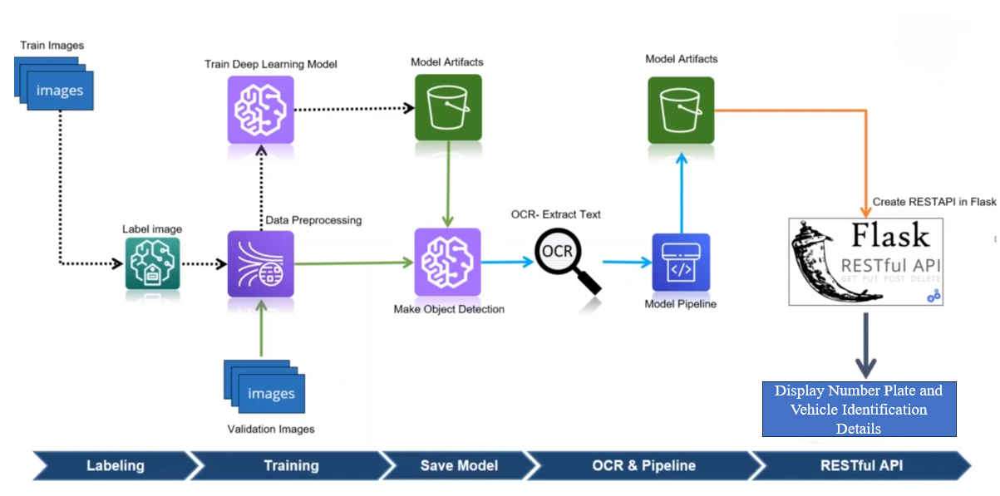 Train Images
images
Train Deep Learning Model
Model Artifacts
Model Artifacts
Label image
Data Preprocessing
OCR- Extract Text
OCR
Make Object Detection
</>
Model Pipeline
Create RESTAPI in Flask
Flask
RESTful API
GET PUT POST DELETE
images
Validation Images
Display Number Plate and
Vehicle Identification
Details
Labeling
Training
Save Model
OCR & Pipeline
RESTful API